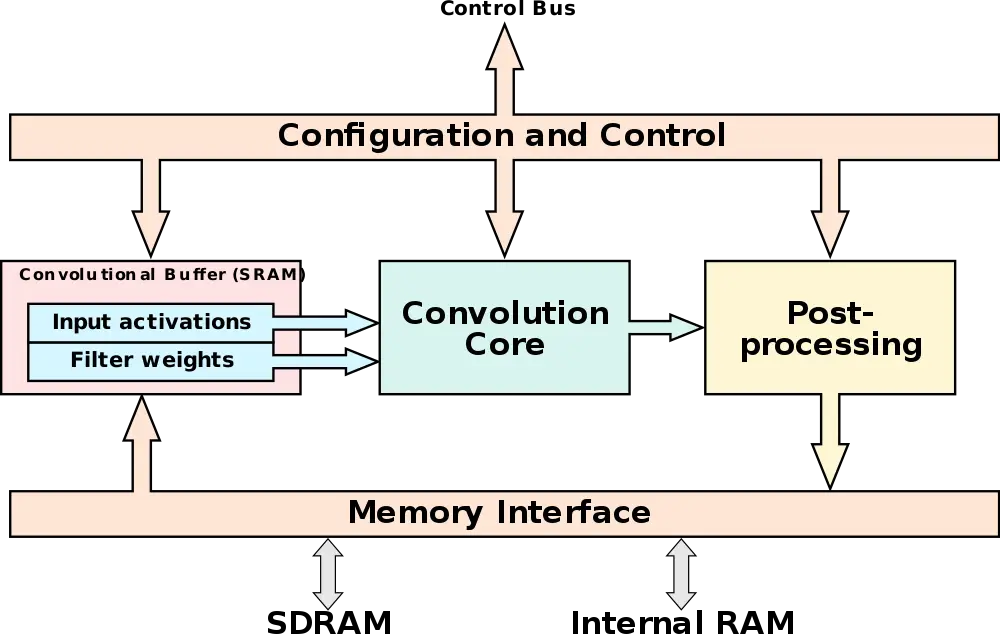 Control Bus
Configuration and Control
Convolutional Buffer (SRAM)
Input activations
Filter weights
Convolution
Core
Post-
processing
Memory Interface
SDRAM
Internal RAM